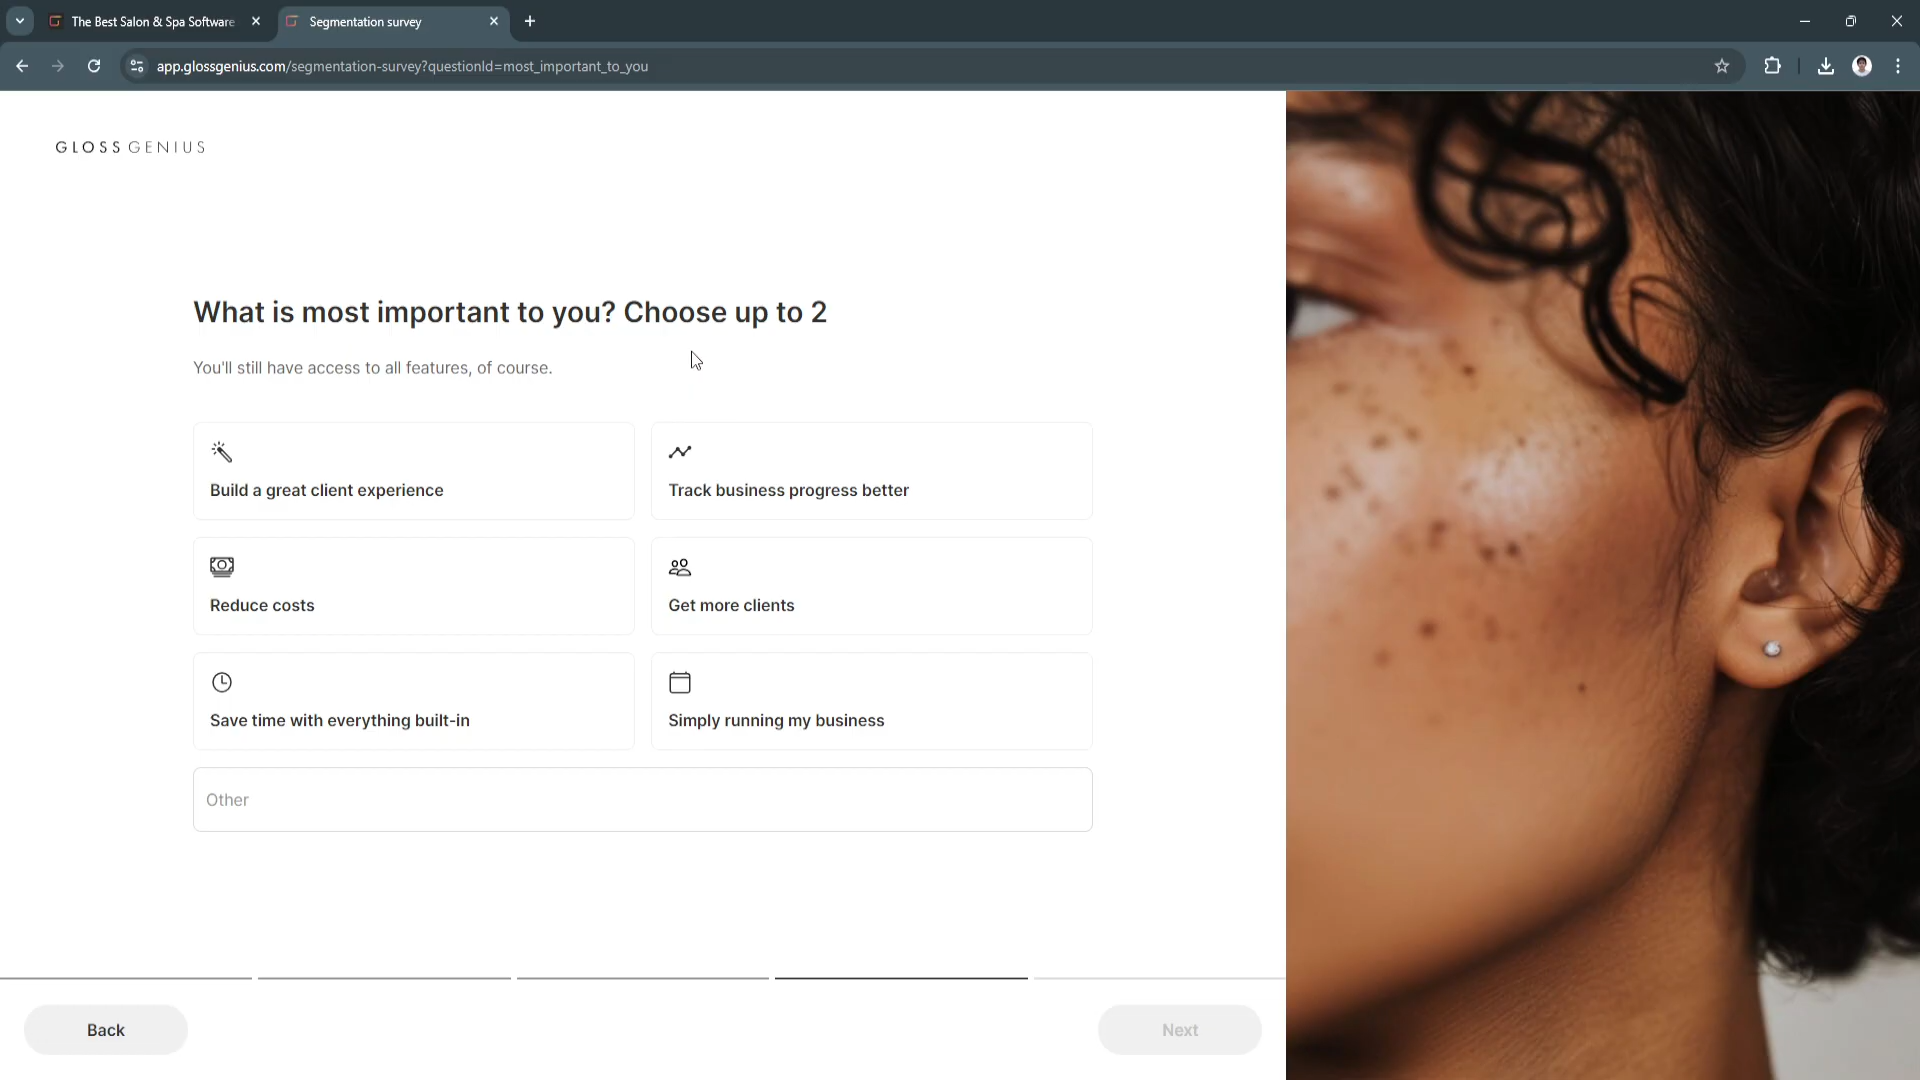 The Best Salon & Spa Software
Segmentation survey
app.glossgenius.com/segmentation-survey?questionId=most_important_to_you
GLOSSGENIUS
What is most important to you? Choose up to 2
You'll still have access to all features, of course.
Build a great client experience
Track business progress better
Reduce costs
Get more clients
Save time with everything built-in
Simply running my business
Other
Back
Next